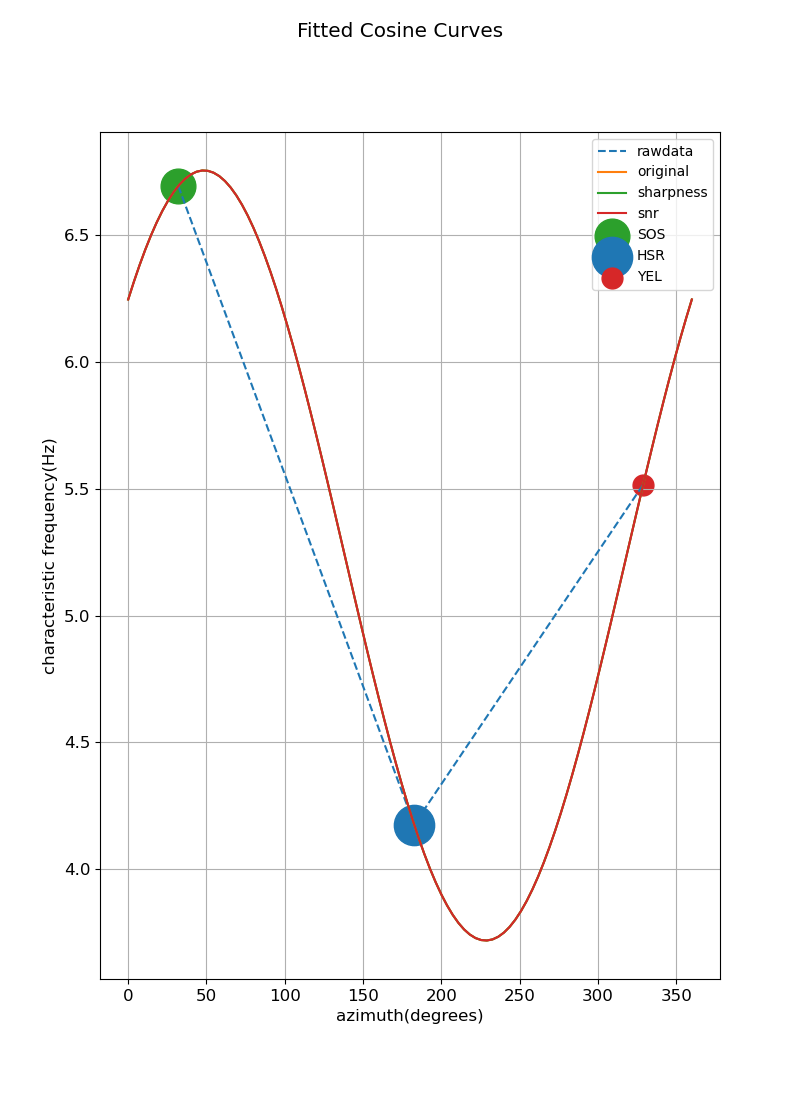 Fitted Cosine Curves
rawdata
original
sharpness
snr
SOS
HSR
YEL
characteristic frequency(Hz)
6.5
6.0
5.5
5.0
4.5
4.0
0 50 100 150 200 250 300 350
azimuth(degrees)